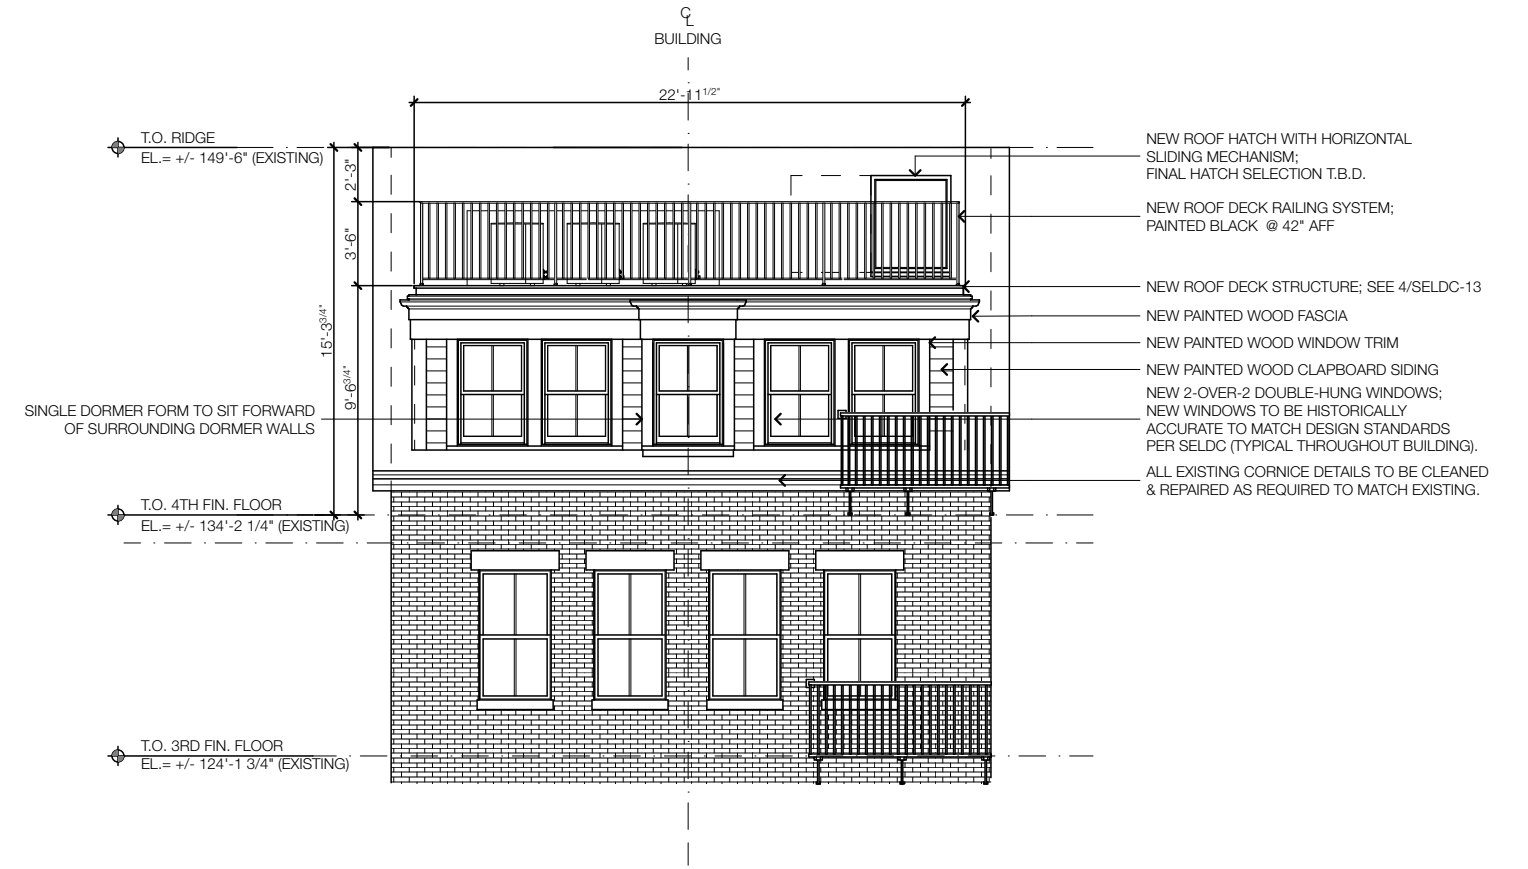 CL
BUILDING
22'-11 1/2"
T.O. RIDGE
EL.= +/- 149'-6" (EXISTING)
2'-3"
3'-6"
15'-3 3/4"
9'-6 3/4"
SINGLE DORMER FORM TO SIT FORWARD
OF SURROUNDING DORMER WALLS
T.O. 4TH FIN. FLOOR
EL.= +/- 134'-2 1/4" (EXISTING)
T.O. 3RD FIN. FLOOR
EL.= +/- 124'-1 3/4" (EXISTING)
NEW ROOF HATCH WITH HORIZONTAL
SLIDING MECHANISM;
FINAL HATCH SELECTION T.B.D.
NEW ROOF DECK RAILING SYSTEM;
PAINTED BLACK @ 42" AFF
NEW ROOF DECK STRUCTURE; SEE 4/SELDC-13
NEW PAINTED WOOD FASCIA
NEW PAINTED WOOD WINDOW TRIM
NEW PAINTED WOOD CLAPBOARD SIDING
NEW 2-OVER-2 DOUBLE-HUNG WINDOWS;
NEW WINDOWS TO BE HISTORICALLY
ACCURATE TO MATCH DESIGN STANDARDS
PER SELDC (TYPICAL THROUGHOUT BUILDING).
ALL EXISTING CORNICE DETAILS TO BE CLEANED
& REPAIRED AS REQUIRED TO MATCH EXISTING.